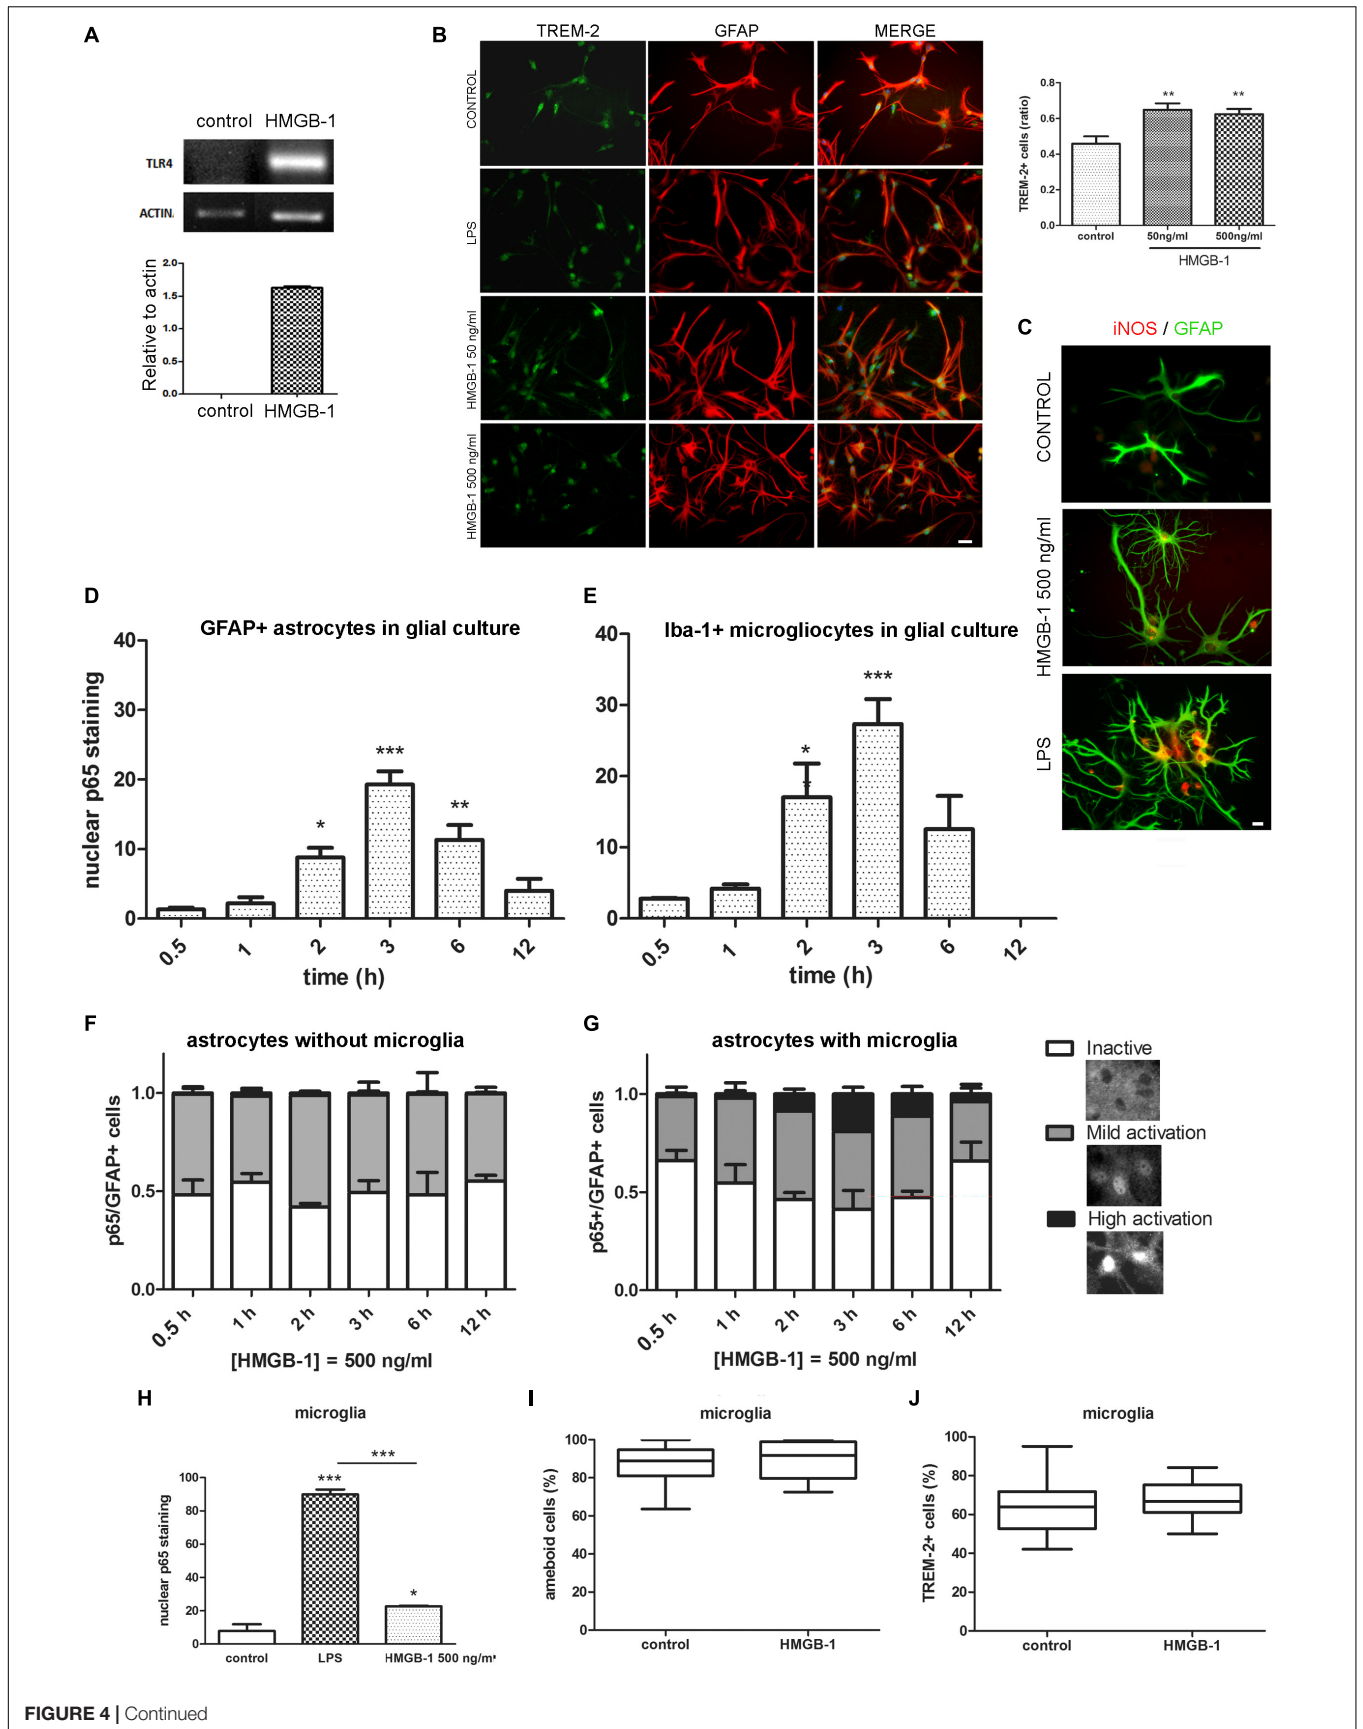 A
control HMGB-1
TLR4
ACTIN
2.0
1.5
1.0
0.5
0.0
Relative to actin
control HMGB-1
B
TREM-2 GFAP MERGE
CONTROL
LPS
HMGB-1 50 ng/ml
HMGB-1 500 ng/ml
TREM-2+ cells (ratio)
0.8
0.6
0.4
0.2
0.0
** **
control 50ng/ml 500ng/ml
HMGB-1
C
iNOS / GFAP
CONTROL
HMGB-1 500 ng/ml
LPS
D
GFAP+ astrocytes in glial culture
nuclear p65 staining
40
30
20
10
0
* *** **
0.5 1 2 3 6 12
time (h)
E
Iba-1+ microgliocytes in glial culture
40
30
20
10
0
* ***
0.5 1 2 3 6 12
time (h)
F
astrocytes without microglia
p65/GFAP+ cells
1.0
0.5
0.0
0.5 h 1 h 2 h 3 h 6 h 12 h
[HMGB-1] = 500 ng/ml
G
astrocytes with microglia
p65+/GFAP+ cells
1.0
0.5
0.0
0.5 h 1 h 2 h 3 h 6 h 12 h
[HMGB-1] = 500 ng/ml
Inactive
Mild activation
High activation
H
microglia
nuclear p65 staining
100
80
60
40
20
0
***
***
*
control LPS HMGB-1 500 ng/m
I
microglia
ameboid cells (%)
100
80
60
40
20
0
control HMGB-1
J
microglia
TREM-2+ cells (%)
100
80
60
40
20
0
control HMGB-1
FIGURE 4 | Continued